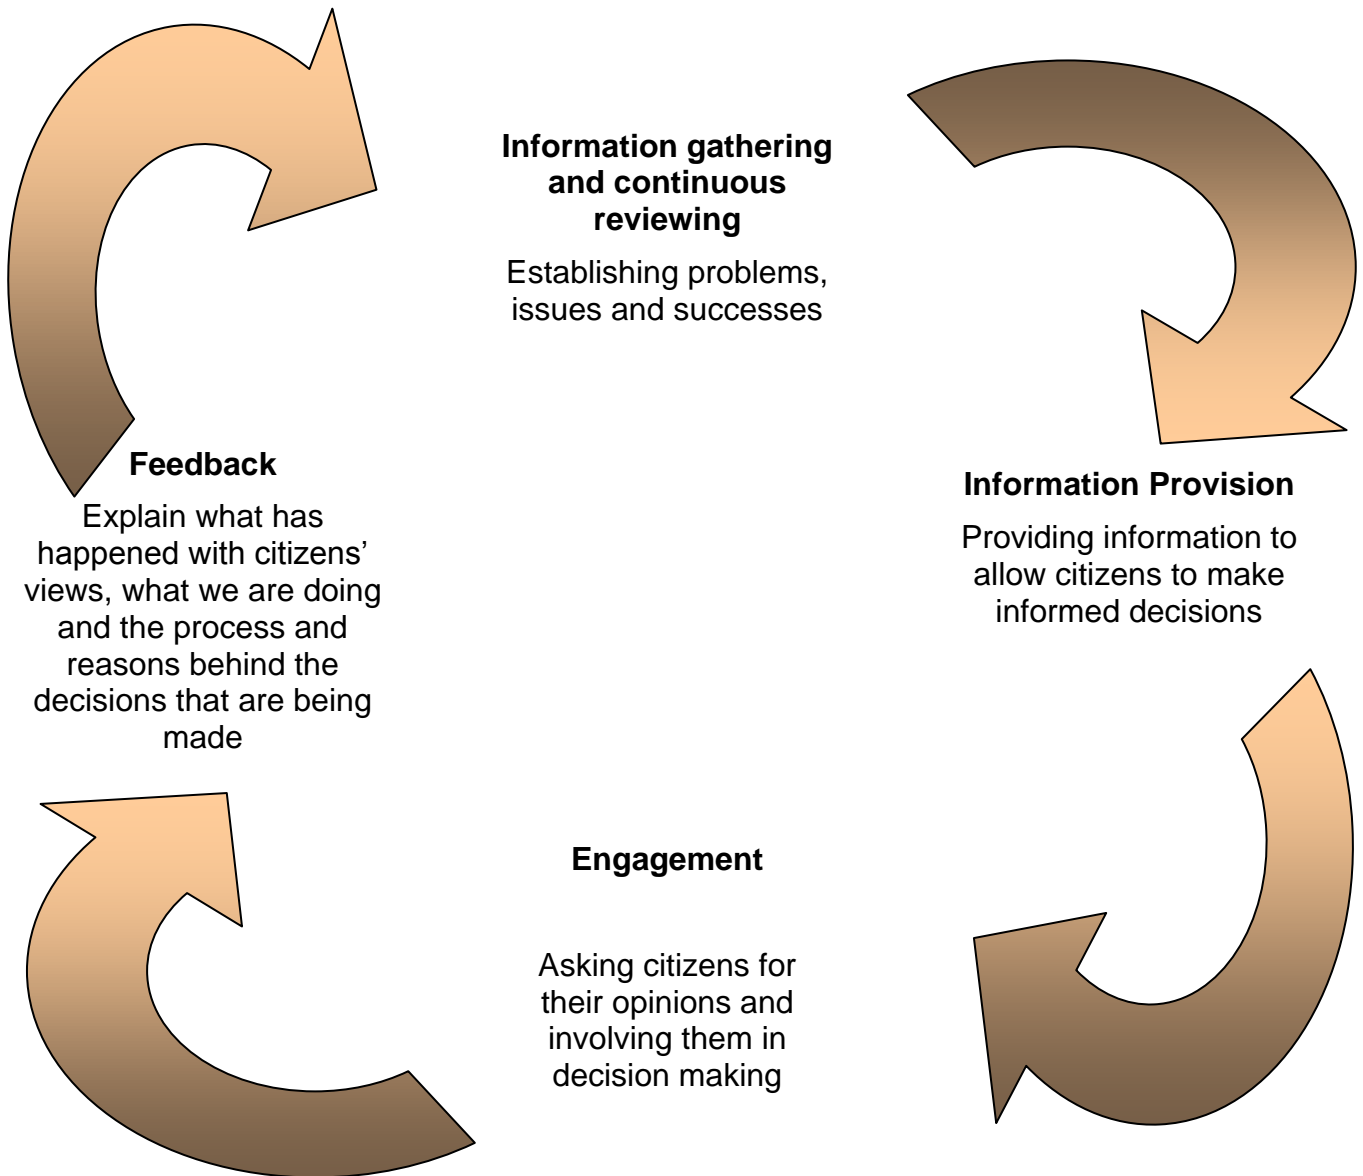 Information gathering
and continuous
reviewing
Establishing problems,
issues and successes
Information Provision
Providing information to
allow citizens to make
informed decisions
Engagement
Asking citizens for
their opinions and
involving them in
decision making
Feedback
Explain what has
happened with citizens’
views, what we are doing
and the process and
reasons behind the
decisions that are being
made